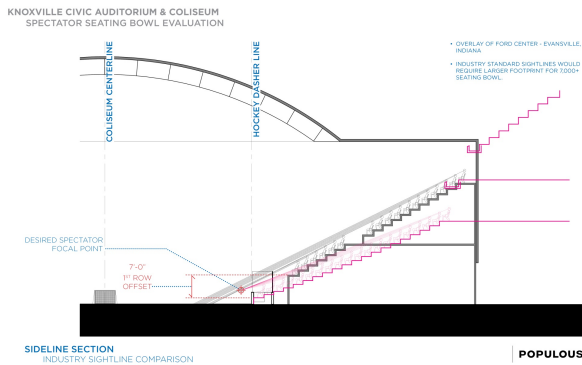 KNOXVILLE CIVIC AUDITORIUM & COLISEUM
SPECTATOR SEATING BOWL EVALUATION
COLISEUM CENTERLINE
HOCKEY DASHER LINE
• OVERLAY OF FORD CENTER - EVANSVILLE, INDIANA
• INDUSTRY STANDARD SIGHTLINES WOULD
REQUIRE LARGER FOOTPRINT FOR 7,000+
SEATING BOWL.
DESIRED SPECTATOR
FOCAL POINT
7'-0"
1ST ROW
OFFSET
SIDELINE SECTION
INDUSTRY SIGHTLINE COMPARISON
POPULOUS